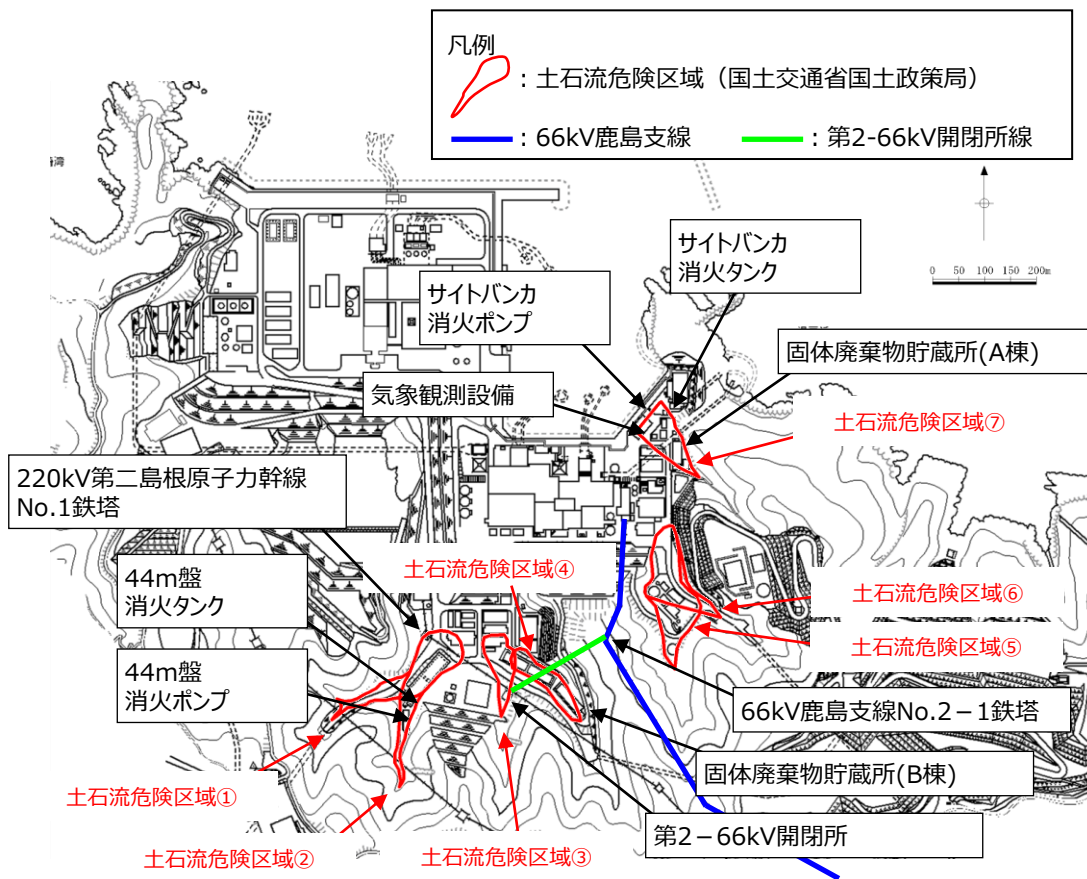 凡例
：土石流危険区域（国土交通省国土政策局）
：66kV鹿島支線
：第2-66kV開閉所線
サイトバンカ
消火タンク
0 50 100 150 200m
サイトバンカ
消火ポンプ
固体廃棄物貯蔵所(A棟)
気象観測設備
土石流危険区域⑦
220kV第二島根原子力幹線
No.1鉄塔
土石流危険区域④
44m盤
消火タンク
土石流危険区域⑥
土石流危険区域⑤
44m盤
消火ポンプ
66kV鹿島支線No.2－1鉄塔
固体廃棄物貯蔵所(B棟)
土石流危険区域①
第2－66kV開閉所
土石流危険区域②
土石流危険区域③